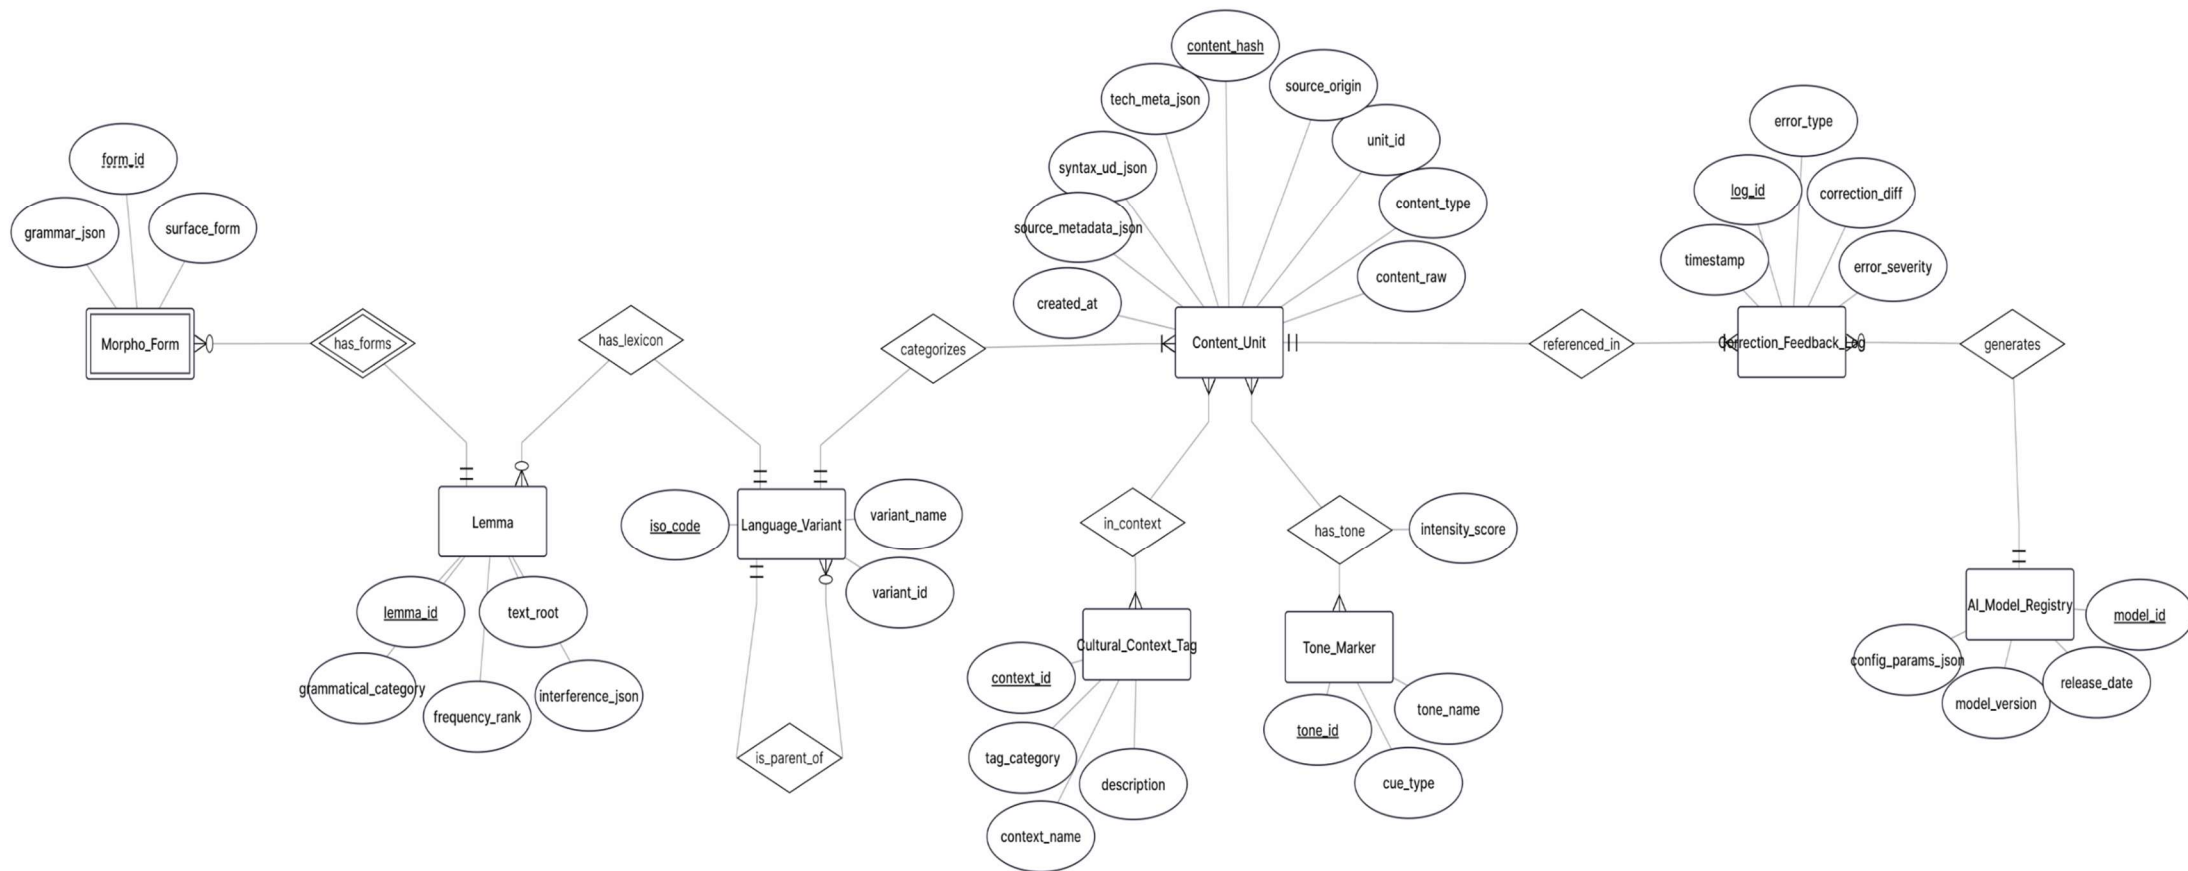 content_hash
tech_meta_json
source_origin
unit_id
syntax_ud_json
source_metadata_json
content_type
content_raw
created_at
error_type
log_id
correction_diff
timestamp
error_severity
form_id
grammar_json
surface_form
Morpho_Form
has_forms
has_lexicon
categorizes
Content_Unit
referenced_in
Correction_Feedback_Log
generates
Lemma
iso_code
Language_Variant
variant_name
variant_id
in_context
has_tone
intensity_score
lemma_id
text_root
grammatical_category
frequency_rank
interference_json
is_parent_of
Cultural_Context_Tag
context_id
tag_category
description
context_name
Tone_Marker
tone_id
tone_name
cue_type
AI_Model_Registry
model_id
config_params_json
release_date
model_version